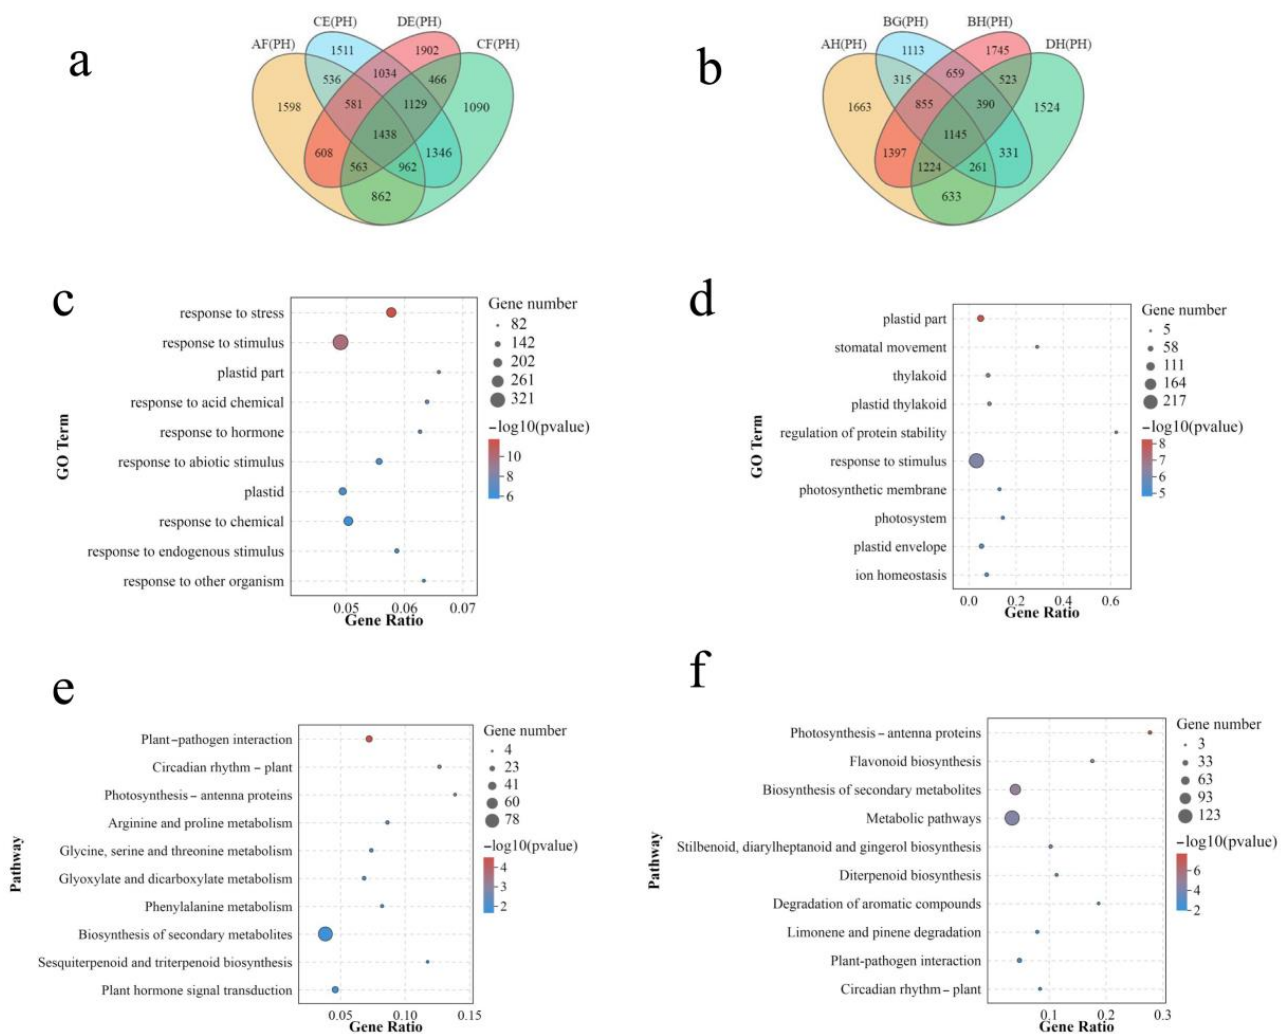 a
CE(PH) DE(PH)
AF(PH) CF(PH)
1511 1902
536 1034 466
1598 581 1129 1090
1438
608 1346
563 962
862
b
BG(PH) BH(PH)
AH(PH) DH(PH)
1113 1745
315 659 523
1663 855 390 1524
1145
1397 331
1224 261
633
c
GO Term
response to stress
response to stimulus
plastid part
response to acid chemical
response to hormone
response to abiotic stimulus
plastid
response to chemical
response to endogenous stimulus
response to other organism
0.05 0.06 0.07
Gene Ratio
Gene number
82
142
202
261
321
−log10(pvalue)
10
8
6
d
GO Term
plastid part
stomatal movement
thylakoid
plastid thylakoid
regulation of protein stability
response to stimulus
photosynthetic membrane
photosystem
plastid envelope
ion homeostasis
0.0 0.2 0.4 0.6
Gene Ratio
Gene number
5
58
111
164
217
−log10(pvalue)
8
7
6
5
e
Pathway
Plant−pathogen interaction
Circadian rhythm − plant
Photosynthesis − antenna proteins
Arginine and proline metabolism
Glycine, serine and threonine metabolism
Glyoxylate and dicarboxylate metabolism
Phenylalanine metabolism
Biosynthesis of secondary metabolites
Sesquiterpenoid and triterpenoid biosynthesis
Plant hormone signal transduction
0.05 0.10 0.15
Gene Ratio
Gene number
4
23
41
60
78
−log10(pvalue)
4
3
2
f
Pathway
Photosynthesis − antenna proteins
Flavonoid biosynthesis
Biosynthesis of secondary metabolites
Metabolic pathways
Stilbenoid, diarylheptanoid and gingerol biosynthesis
Diterpenoid biosynthesis
Degradation of aromatic compounds
Limonene and pinene degradation
Plant-pathogen interaction
Circadian rhythm − plant
0.1 0.2 0.3
Gene Ratio
Gene number
3
33
63
93
123
−log10(pvalue)
6
4
2